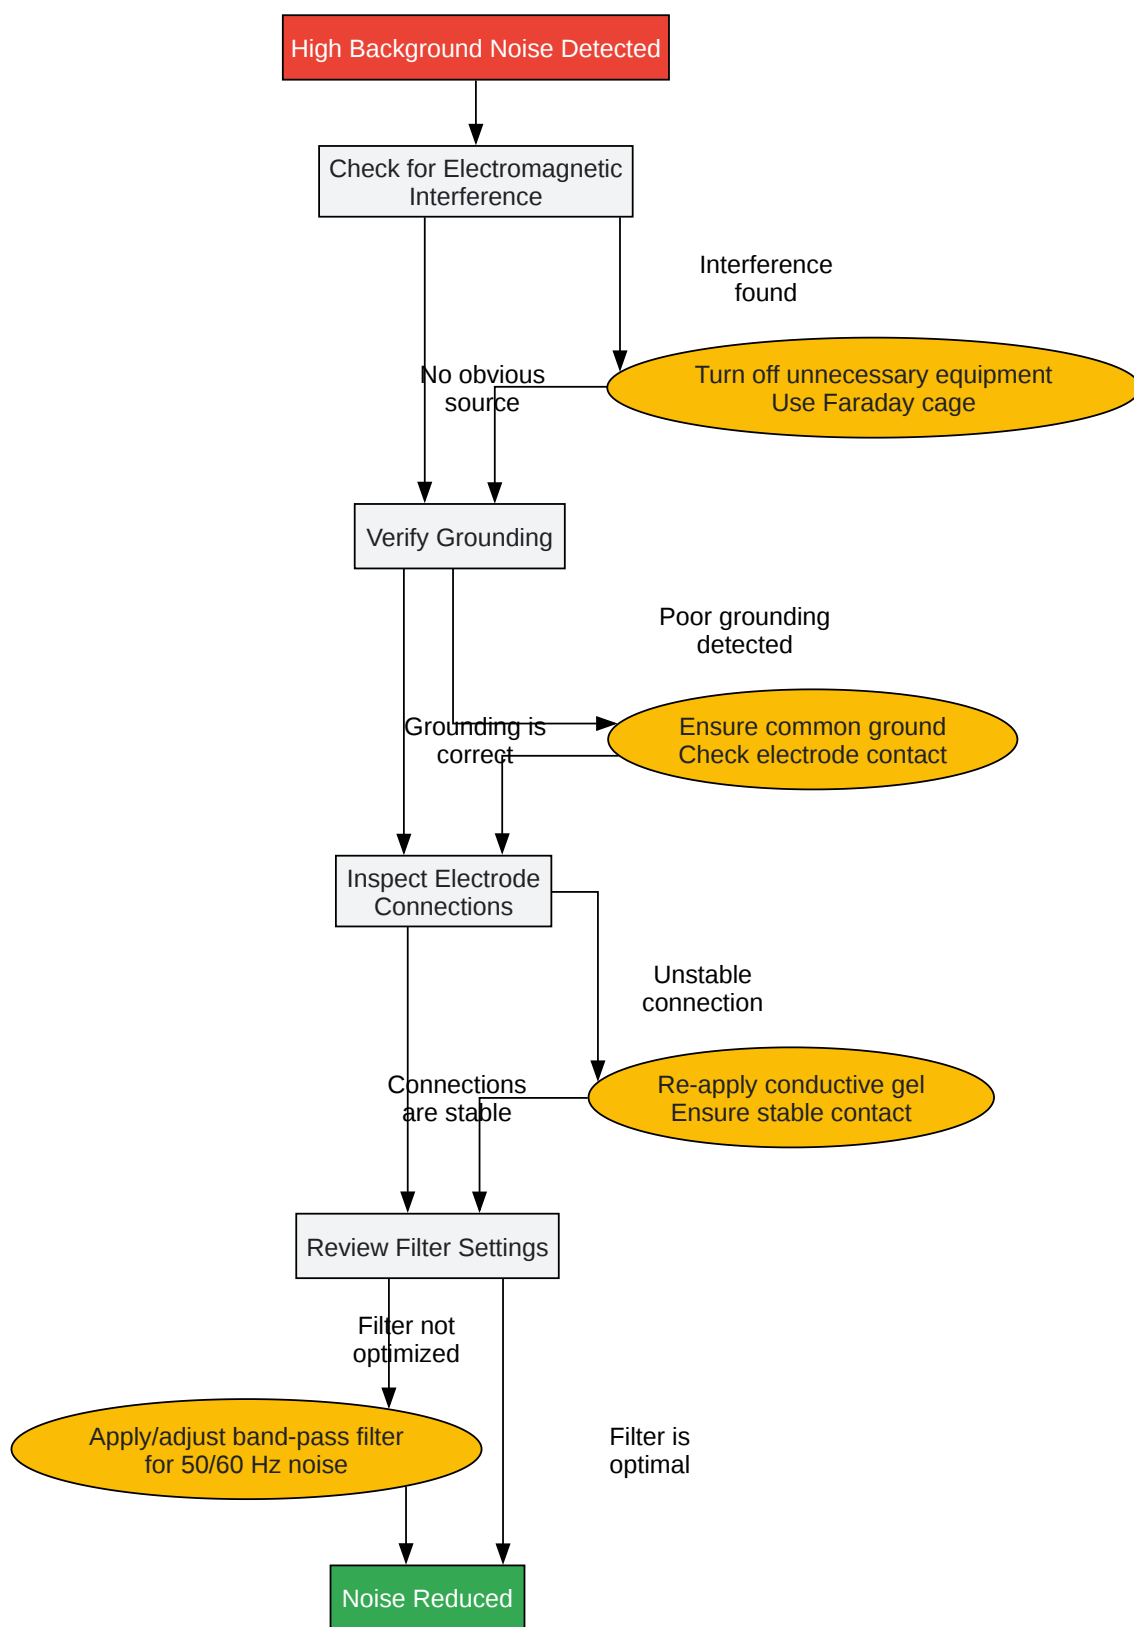 High Background Noise Detected
Check for Electromagnetic
Interference
Interference
found
No obvious
source
Turn off unnecessary equipment
Use Faraday cage
Verify Grounding
Poor grounding
detected
Grounding is
correct
Ensure common ground
Check electrode contact
Inspect Electrode
Connections
Unstable
connection
Connections
are stable
Re-apply conductive gel
Ensure stable contact
Review Filter Settings
Filter not
optimized
Apply/adjust band-pass filter
for 50/60 Hz noise
Filter is
optimal
Noise Reduced